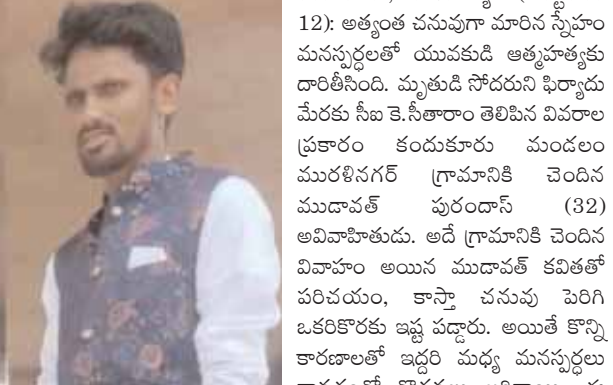 12): అత్యంత చనువుగా మారిన స్నేహం
మనస్పర్ధలతో యువకుడి ఆత్మహత్యకు
దారితీసింది. మృతుడి సోదరుని ఫిర్యాదు
మేరకు సీఐ కె.సీతారాం తెలిపిన వివరాల
ప్రకారం కందుకూరు మండలం
మురళినగర్ గ్రామానికి చెందిన
ముడావత్ పురందాస్ (32)
అవివాహితుడు. అదే గ్రామానికి చెందిన
వివాహం అయిన ముడావత్ కవితతో
పరిచయం, కాస్తా చనువు పెరిగి
ఒకరికొరకు ఇష్ట పడ్డారు. అయితే కొన్ని
కారణాలతో ఇద్దరి మధ్య మనస్పర్ధలు